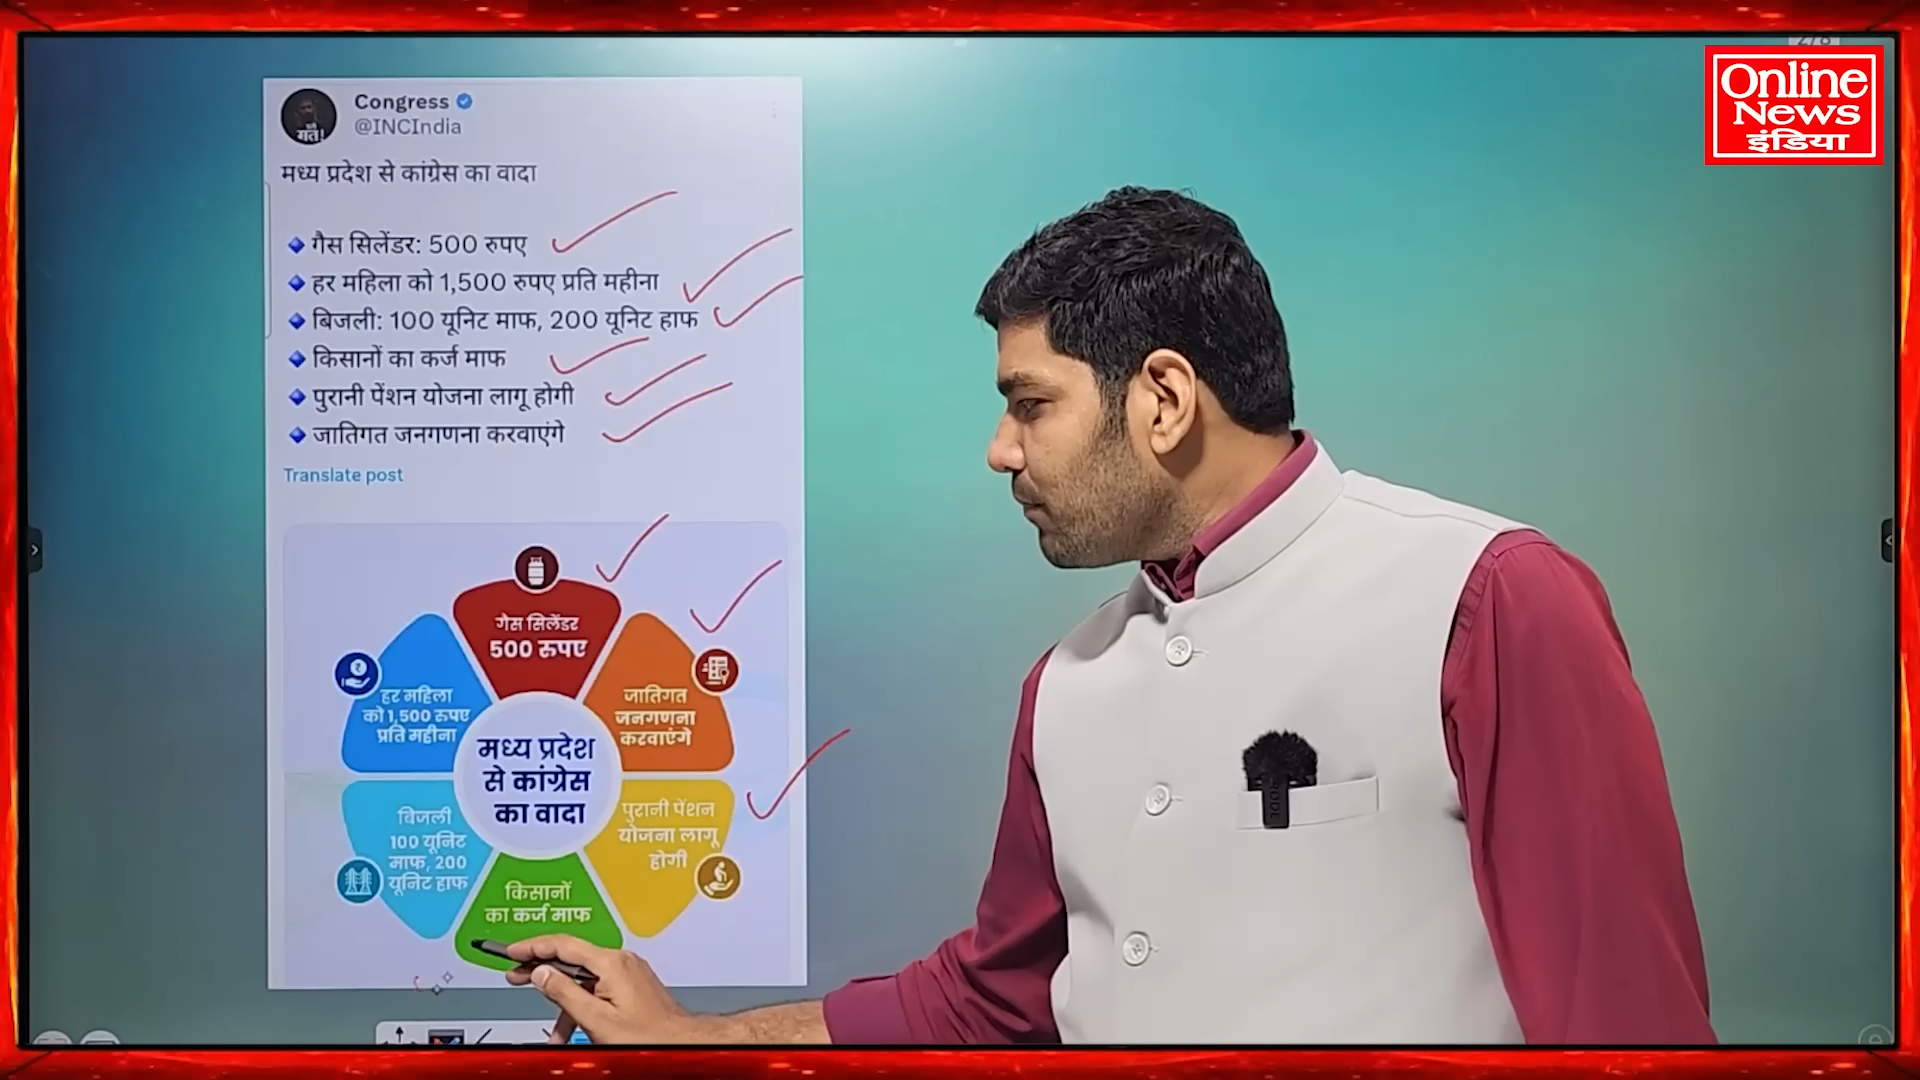 Congress
@INCIndia
मत!
मध्य प्रदेश से कांग्रेस का वादा
गैस सिलेंडर: 500 रुपए
हर महिला को 1,500 रुपए प्रति महीना
बिजली: 100 यूनिट माफ, 200 यूनिट हाफ
किसानों का कर्ज माफ
पुरानी पेंशन योजना लागू होगी
जातिगत जनगणना करवाएंगे
Translate post
गैस सिलेंडर
500 रुपए
जातिगत
जनगणना
करवाएंगे
पुरानी पेंशन
योजना लागू
होगी
किसानों
का कर्ज माफ
बिजली
100 यूनिट
माफ, 200
यूनिट हाफ
हर महिला
को 1,500 रुपए
प्रति महीना
मध्य प्रदेश
से कांग्रेस
का वादा
Online
News
इंडिया
RODE